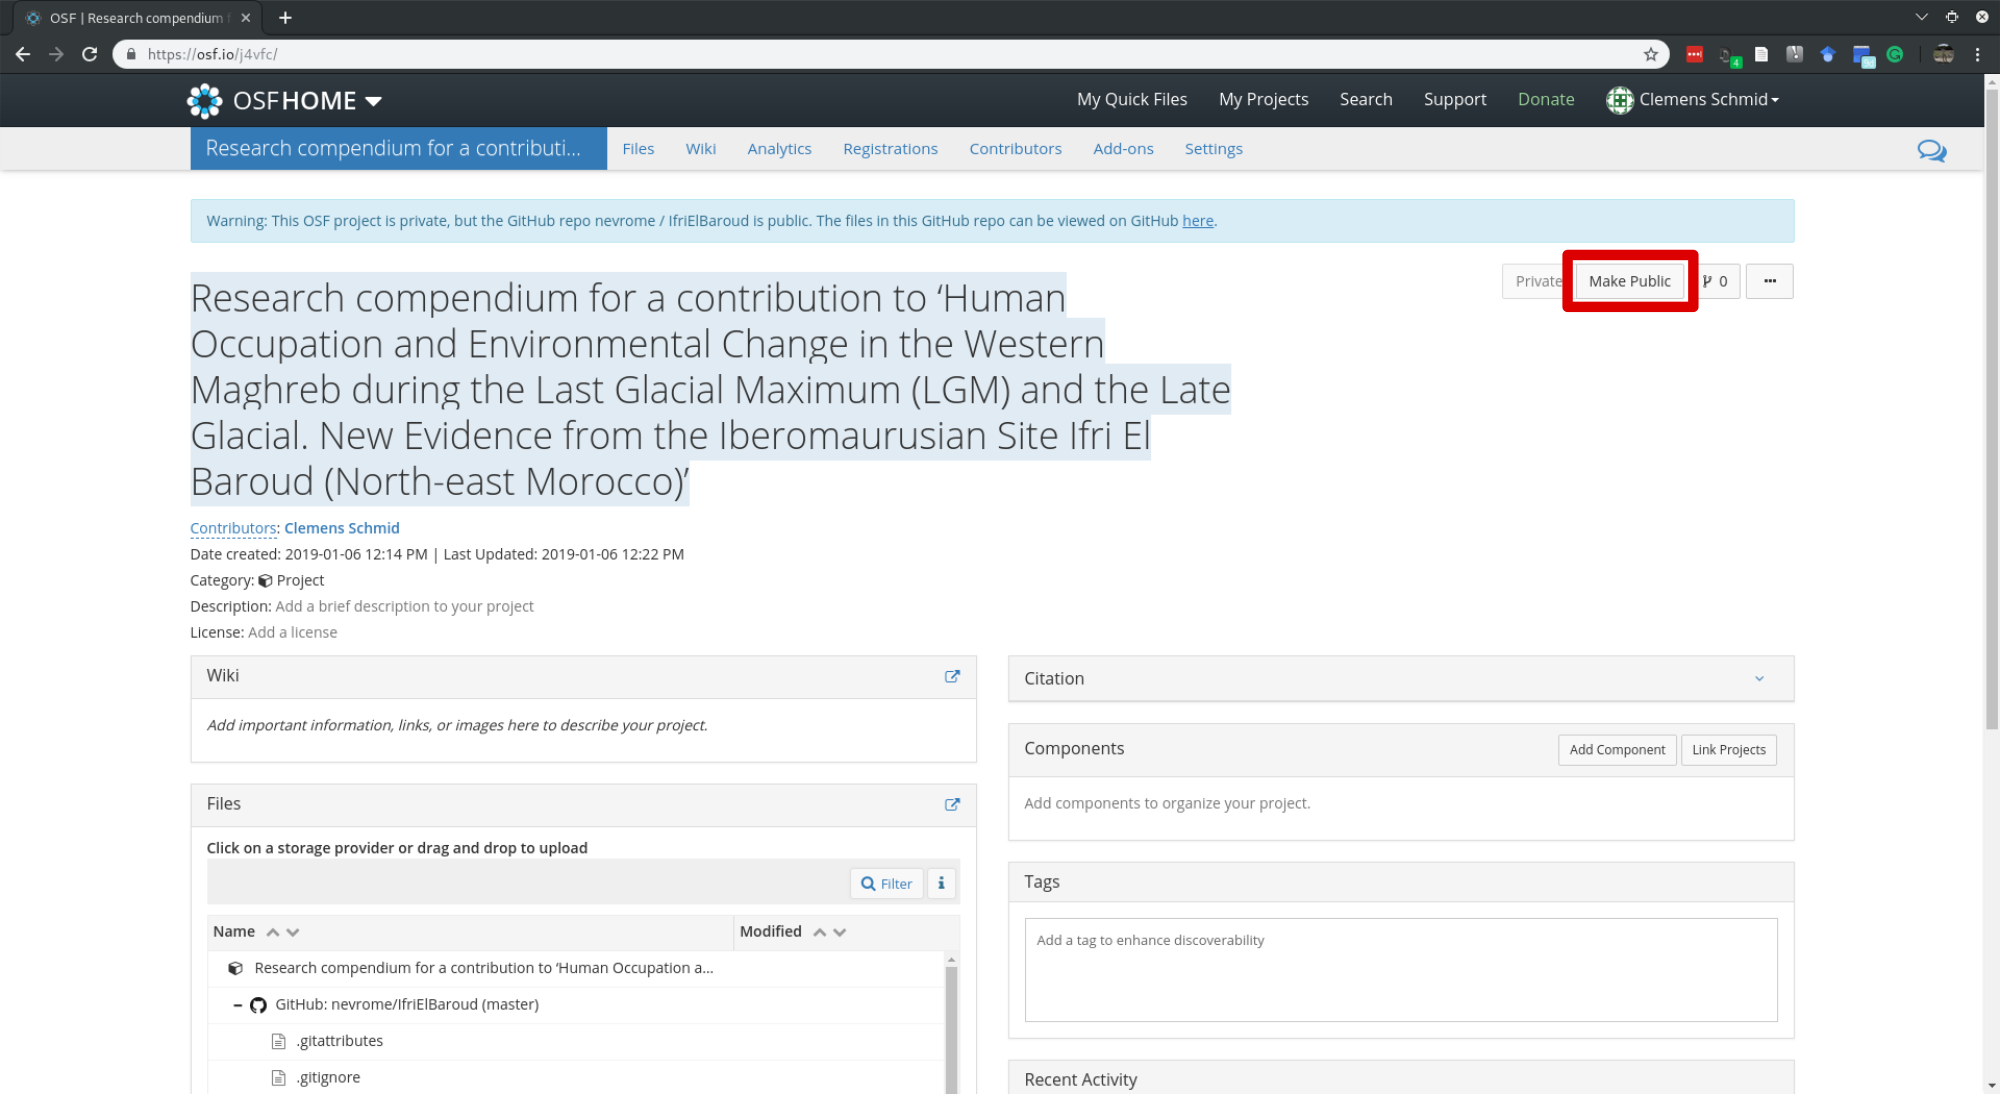 OSF | Research compendium f
https://osf.io/j4vfc/
4
5d
OSFHOME
My Quick Files
My Projects
Search
Support
Donate
Clemens Schmid
Research compendium for a contributi...
Files
Wiki
Analytics
Registrations
Contributors
Add-ons
Settings
Warning: This OSF project is private, but the GitHub repo nevrome / IfriElBaroud is public. The files in this GitHub repo can be viewed on GitHub here.
Private
Make Public
0
Research compendium for a contribution to ‘Human
Occupation and Environmental Change in the Western
Maghreb during the Last Glacial Maximum (LGM) and the Late
Glacial. New Evidence from the Iberomaurusian Site Ifri El
Baroud (North-east Morocco)’
Contributors: Clemens Schmid
Date created: 2019-01-06 12:14 PM | Last Updated: 2019-01-06 12:22 PM
Category: Project
Description: Add a brief description to your project
License: Add a license
Wiki
Add important information, links, or images here to describe your project.
Files
Click on a storage provider or drag and drop to upload
Filter
Name
Modified
Research compendium for a contribution to ‘Human Occupation a...
GitHub: nevrome/IfriElBaroud (master)
.gitattributes
.gitignore
Citation
Components
Add Component
Link Projects
Add components to organize your project.
Tags
Add a tag to enhance discoverability
Recent Activity